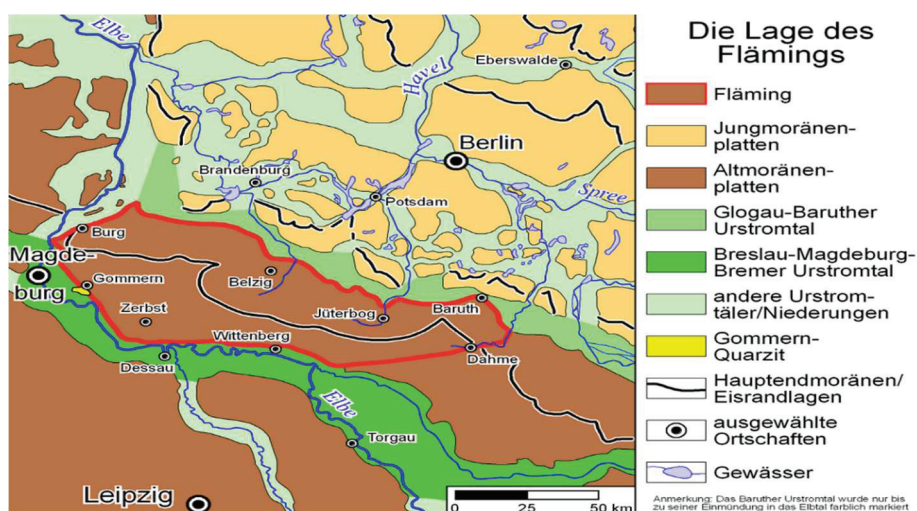 Elbe
Havel
Eberswalde
Berlin
Brandenburg
Spree
Potsdam
Burg
Magde-
burg
Gommern
Belzig
Zerbst
Jüterbog
Baruth
Wittenberg
Dahme
Dessau
Elbe
Torgau
Leipzig
0
25
50 km
Die Lage des
Flämings
Fläming
Jungmoränen-
platten
Altmoränen-
platten
Glogau-Baruther
Urstromtal
Breslau-Magdeburg-
Bremer Urstromtal
andere Urstrom-
täler/Niederungen
Gommern-
Quarzit
Hauptendmoränen/
Eisrandlagen
ausgewählte
Ortschaften
Gewässer
Anmerkung: Das Baruther Urstromtal wurde nur bis
zu seiner Einmündung in das Elbtal farblich markiert